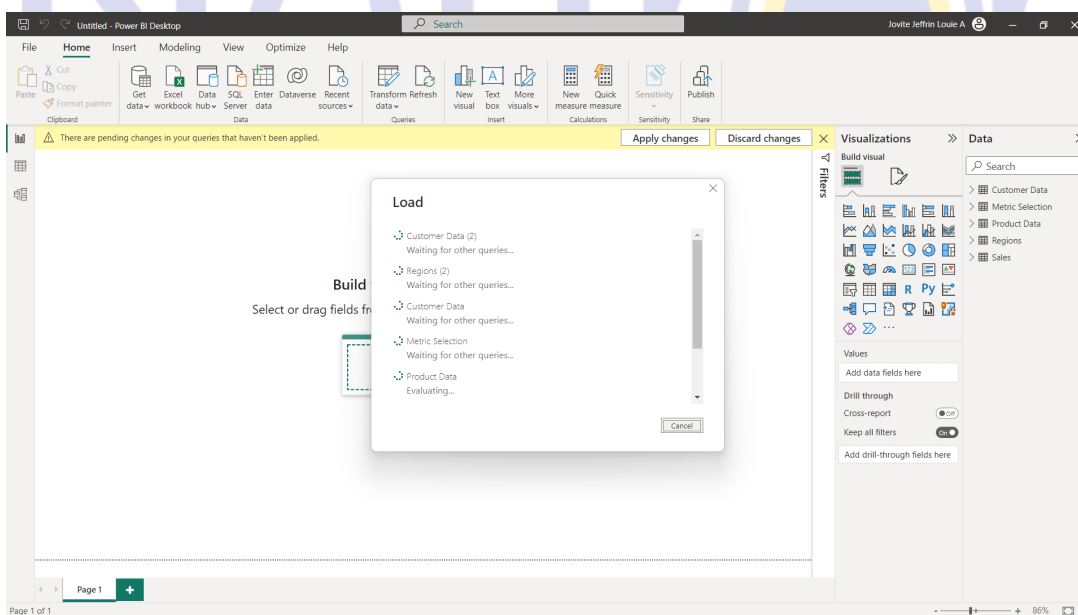 Untitled - Power BI Desktop
Search
Jovite Jeffrin Louie A
File Home Insert Modeling View Optimize Help
Paste
Cut
Copy
Format painter
Clipboard
Get data
Excel workbook
Data hub
SQL Server
Enter data
Dataverse
Recent sources
Data
Transform data
Refresh
Queries
New visual
Text box
More visuals
Insert
New measure
Quick measure
Calculations
Sensitivity
Sensitivity
Publish
Share
There are pending changes in your queries that haven't been applied.
Apply changes
Discard changes
Filters
Build
Select or drag fields fr
Load
Customer Data (2)
Waiting for other queries...
Regions (2)
Waiting for other queries...
Customer Data
Waiting for other queries...
Metric Selection
Waiting for other queries...
Product Data
Evaluating...
Cancel
Visualizations
Build visual
123
R Py
Values
Add data fields here
Drill through
Cross-report
Off
Keep all filters
On
Add drill-through fields here
Data
Search
Customer Data
Metric Selection
Product Data
Regions
Sales
Page 1
Page 1 of 1
86%